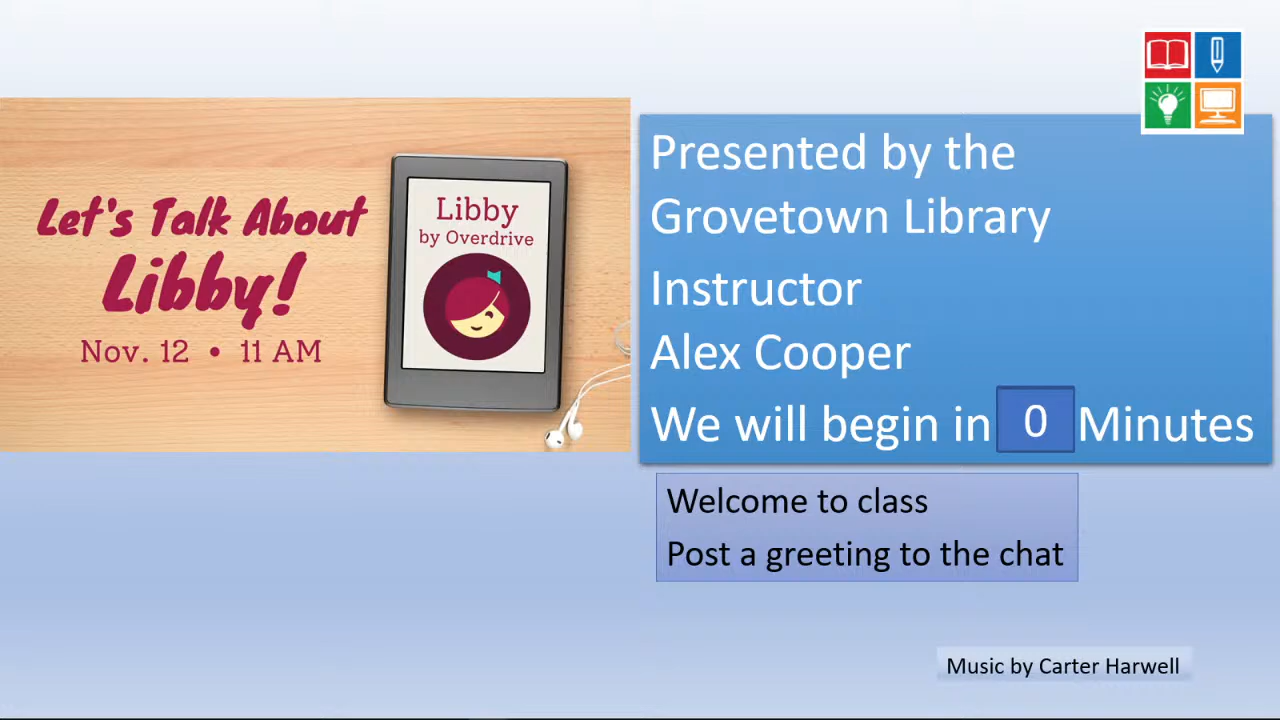 Let's Talk About
Libby!
Nov. 12 • 11 AM
Libby
by Overdrive
Presented by the
Grovetown Library
Instructor
Alex Cooper
We will begin in 0 Minutes
Welcome to class
Post a greeting to the chat
Music by Carter Harwell